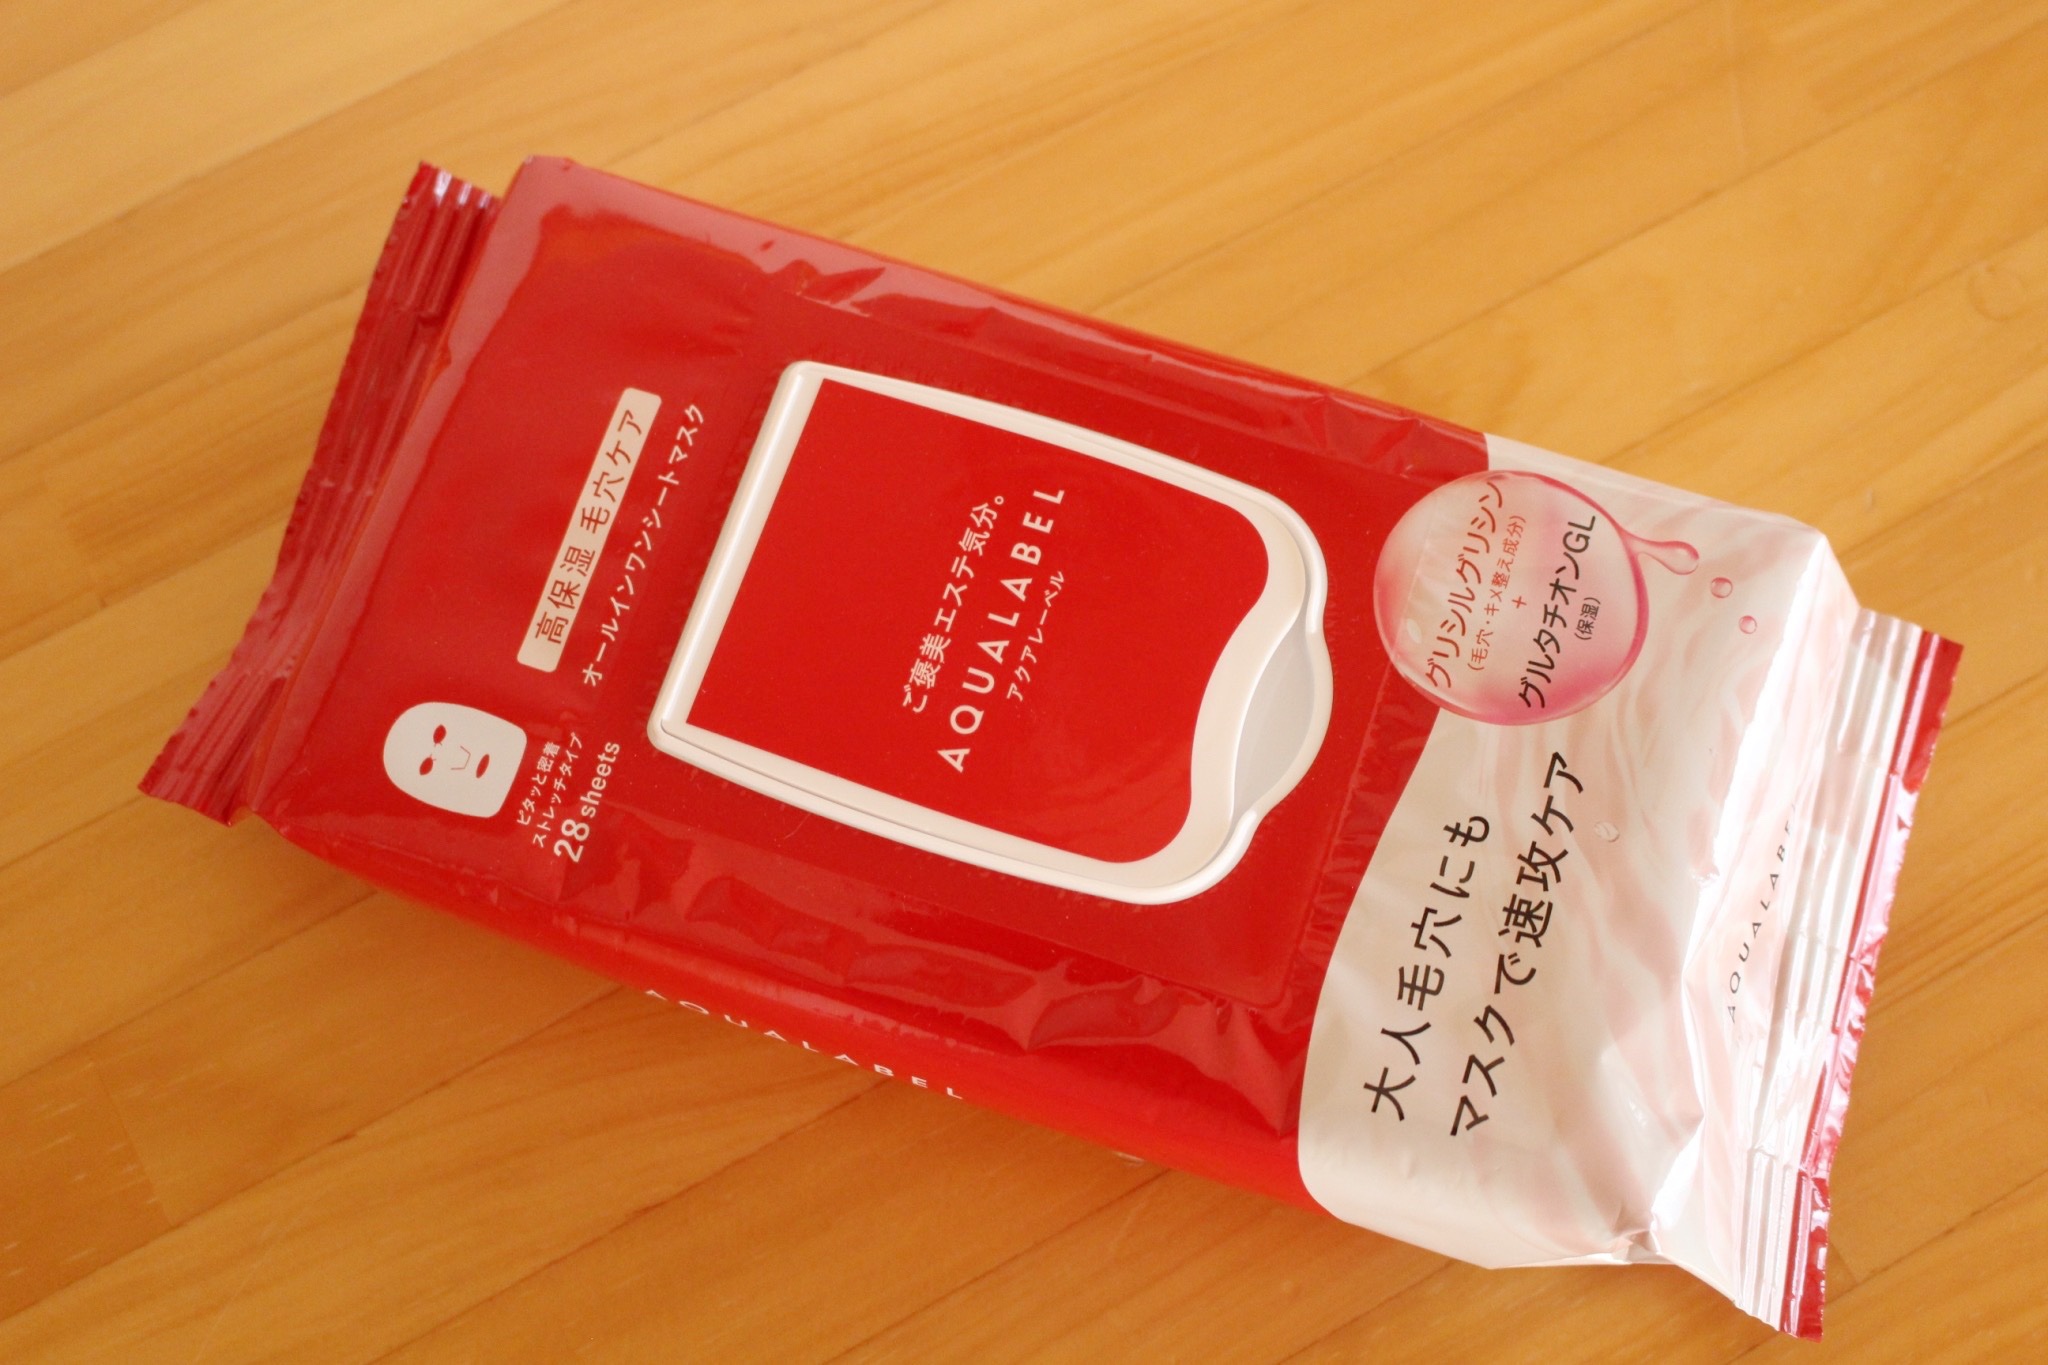 高保湿 毛穴ケア
オールインワンシートマスク
ピタッと密着
ストレッチタイプ
28 sheets
ご褒美エステ気分。
AQUALABEL
アクアレーベル
グリシルグリシン
(毛穴・キメ整え成分)
+
グルタチオンGL
(保湿)
大人毛穴にも
マスクで速攻ケア
AQUALABEL
AQUALABEL